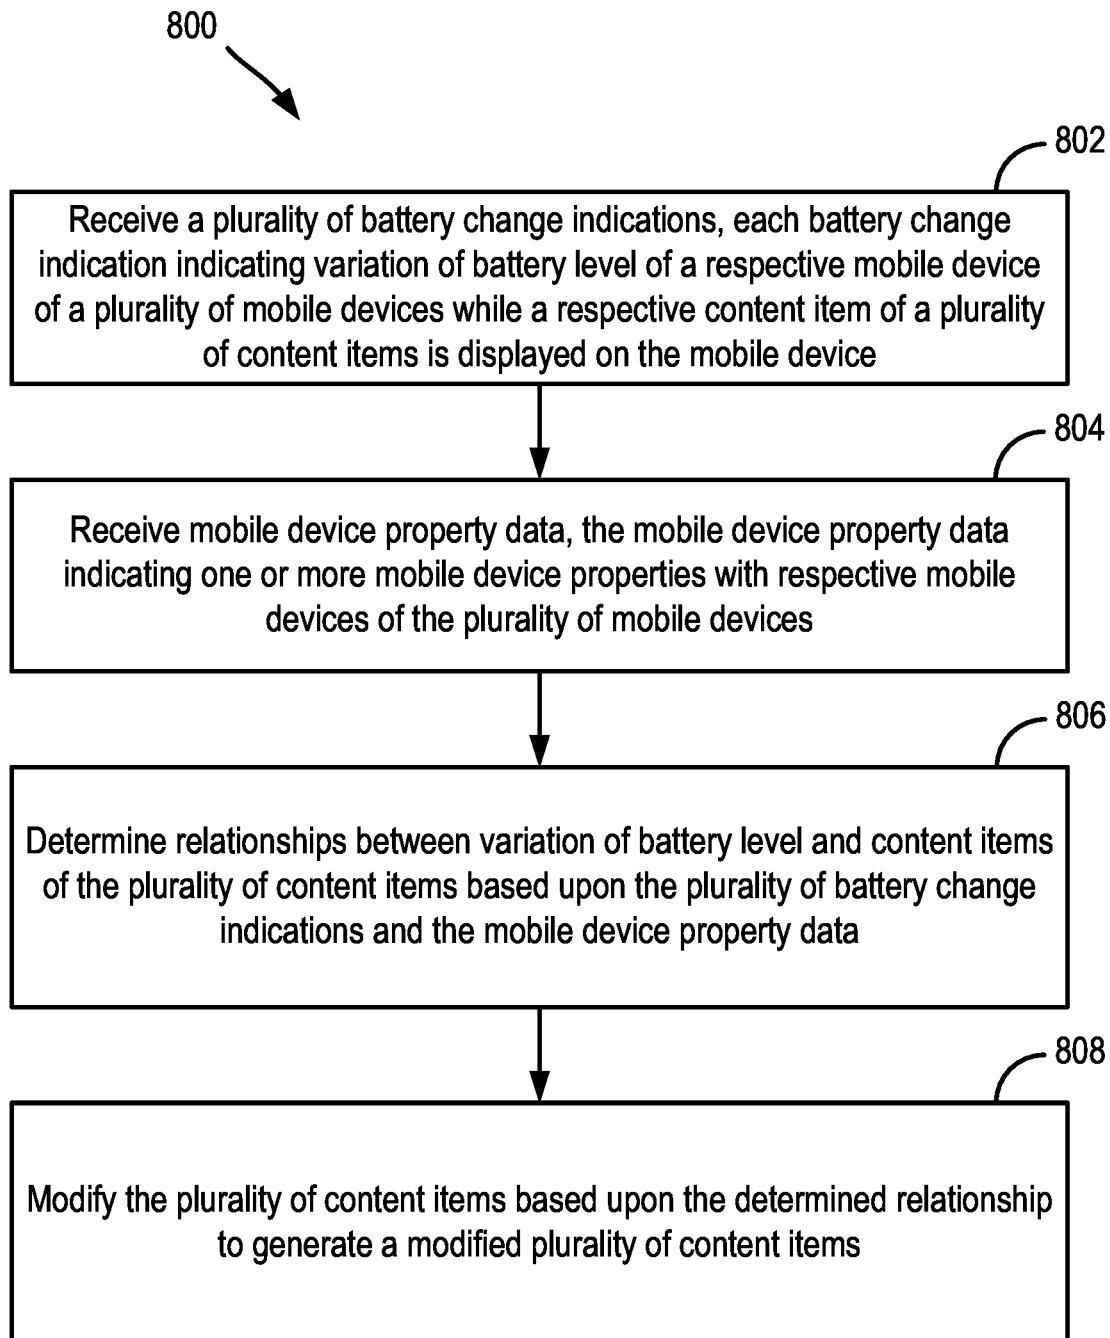 800
802
Receive a plurality of battery change indications, each battery change
indication indicating variation of battery level of a respective mobile device
of a plurality of mobile devices while a respective content item of a plurality
of content items is displayed on the mobile device
804
Receive mobile device property data, the mobile device property data
indicating one or more mobile device properties with respective mobile
devices of the plurality of mobile devices
806
Determine relationships between variation of battery level and content items
of the plurality of content items based upon the plurality of battery change
indications and the mobile device property data
808
Modify the plurality of content items based upon the determined relationship
to generate a modified plurality of content items